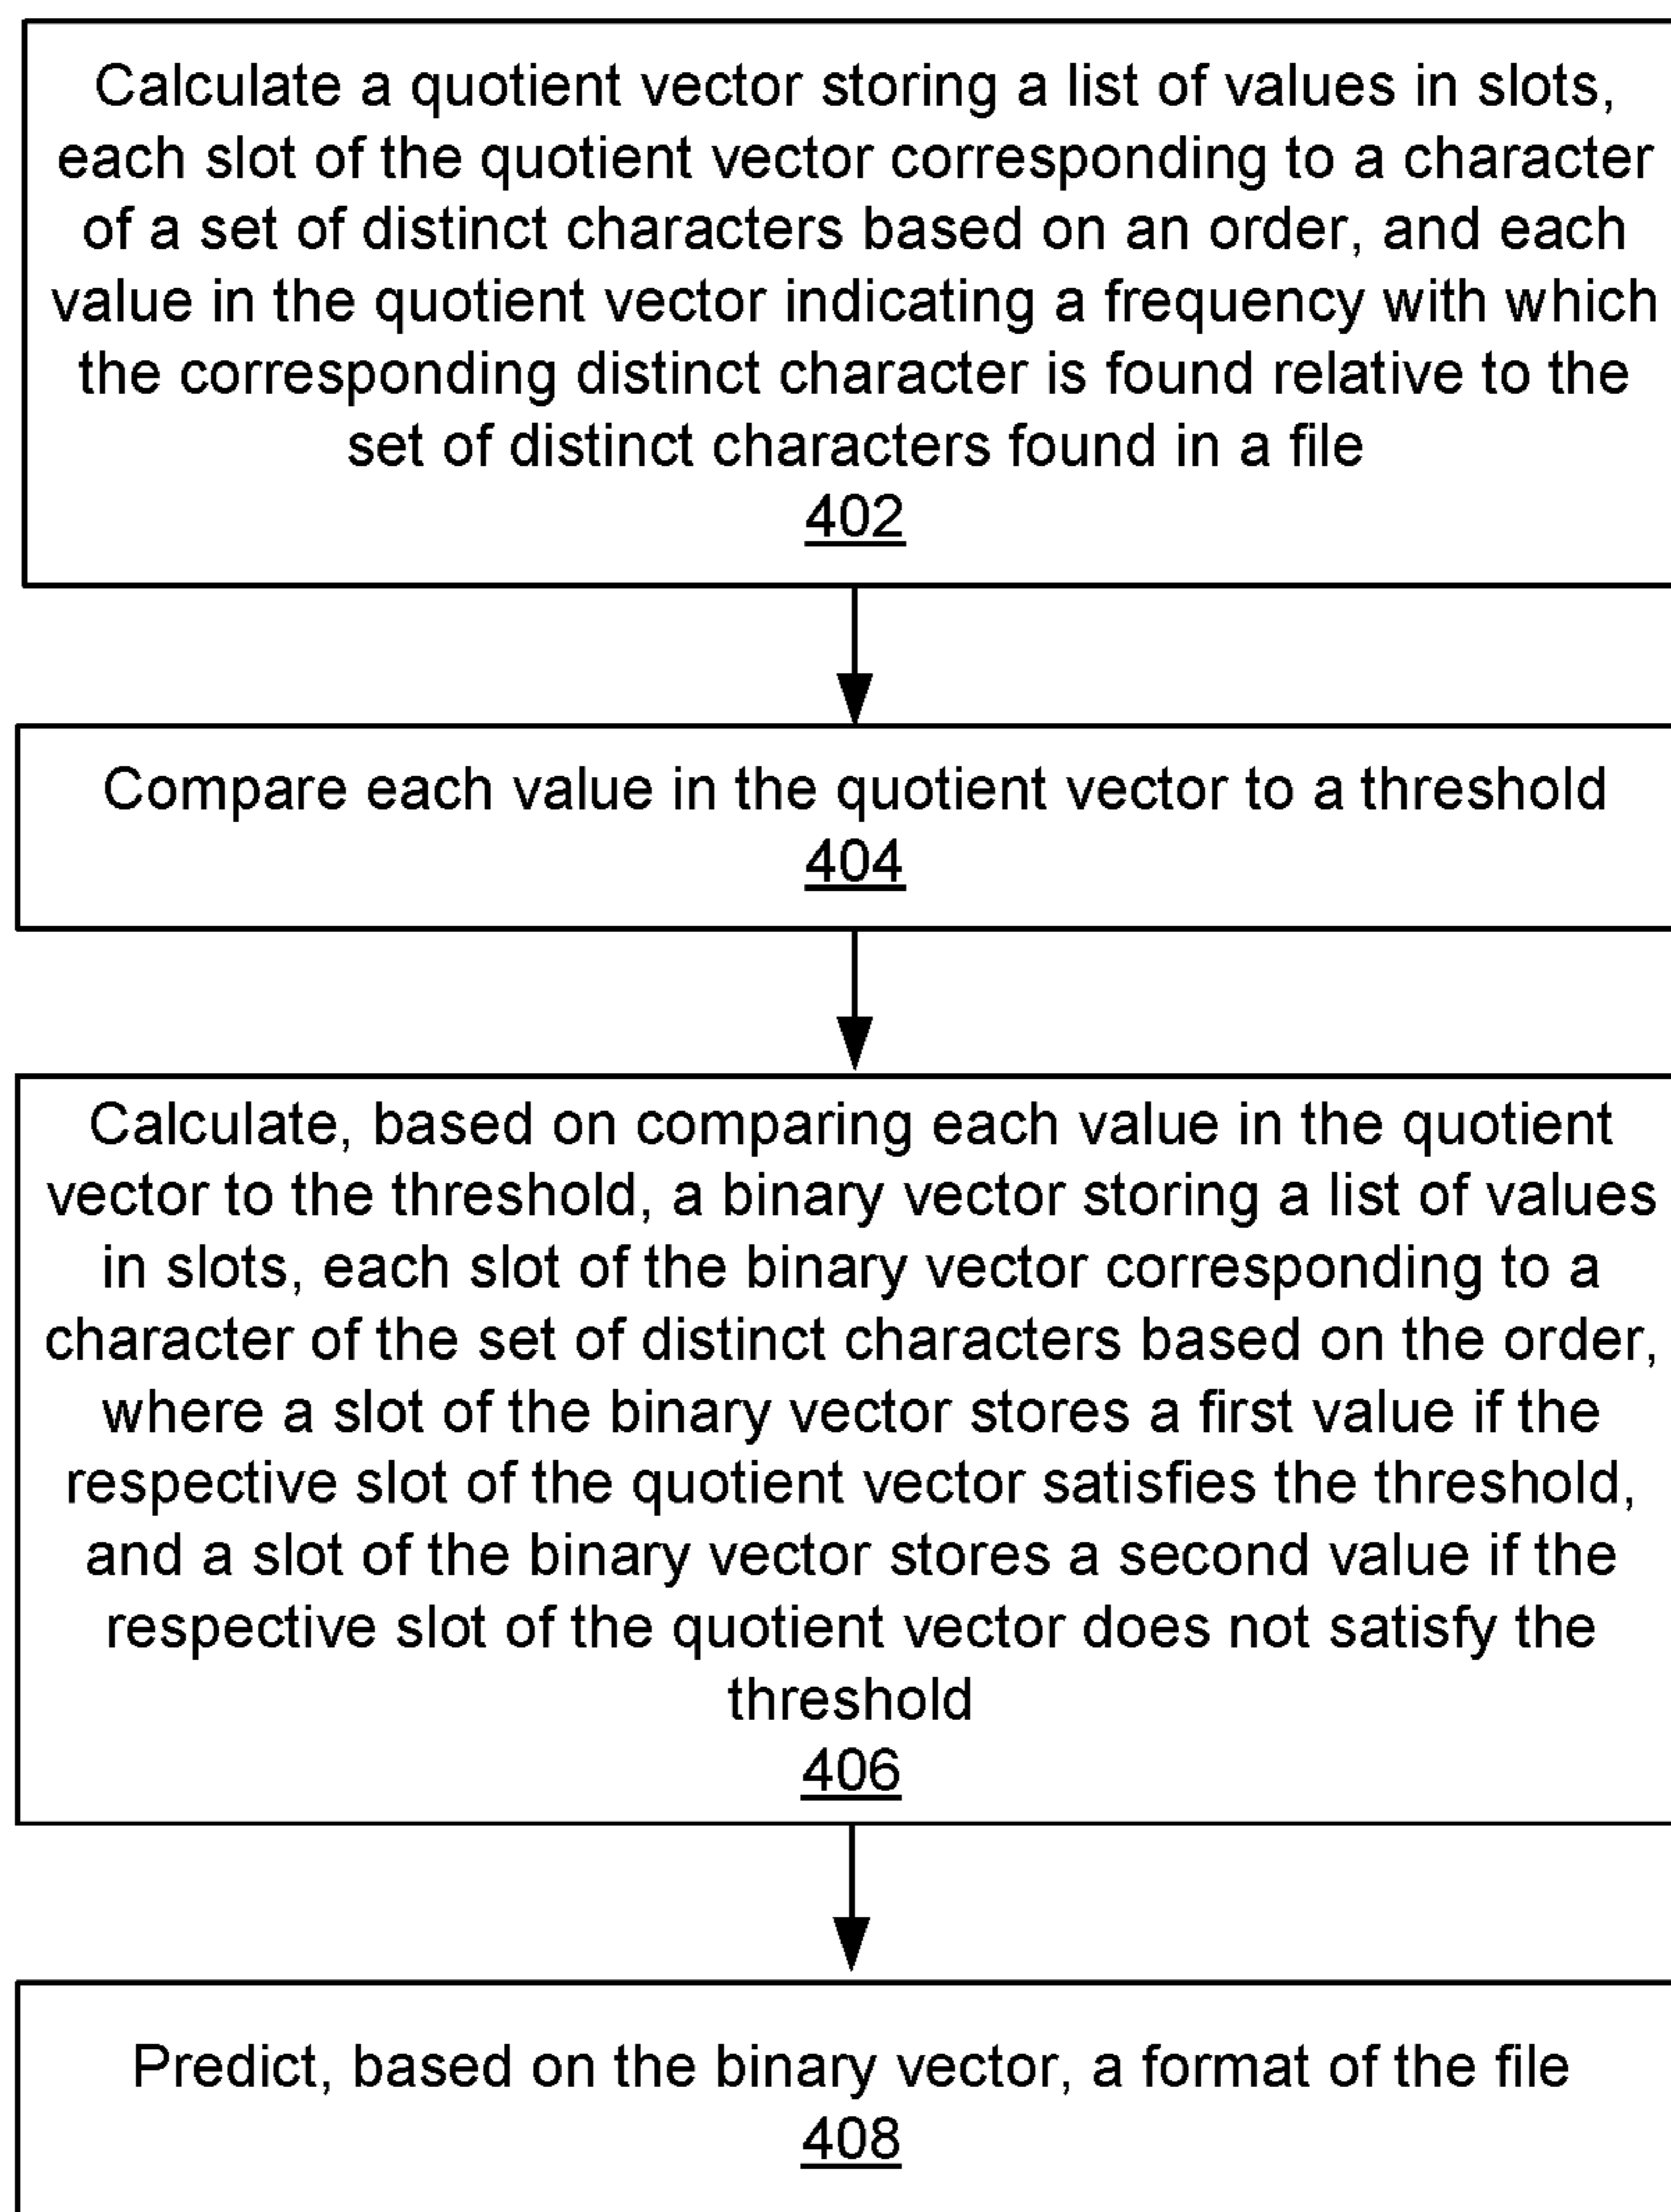 Calculate a quotient vector storing a list of values in slots,
each slot of the quotient vector corresponding to a character
of a set of distinct characters based on an order, and each
value in the quotient vector indicating a frequency with which
the corresponding distinct character is found relative to the
set of distinct characters found in a file
402
Compare each value in the quotient vector to a threshold
404
Calculate, based on comparing each value in the quotient
vector to the threshold, a binary vector storing a list of values
in slots, each slot of the binary vector corresponding to a
character of the set of distinct characters based on the order,
where a slot of the binary vector stores a first value if the
respective slot of the quotient vector satisfies the threshold,
and a slot of the binary vector stores a second value if the
respective slot of the quotient vector does not satisfy the
threshold
406
Predict, based on the binary vector, a format of the file
408